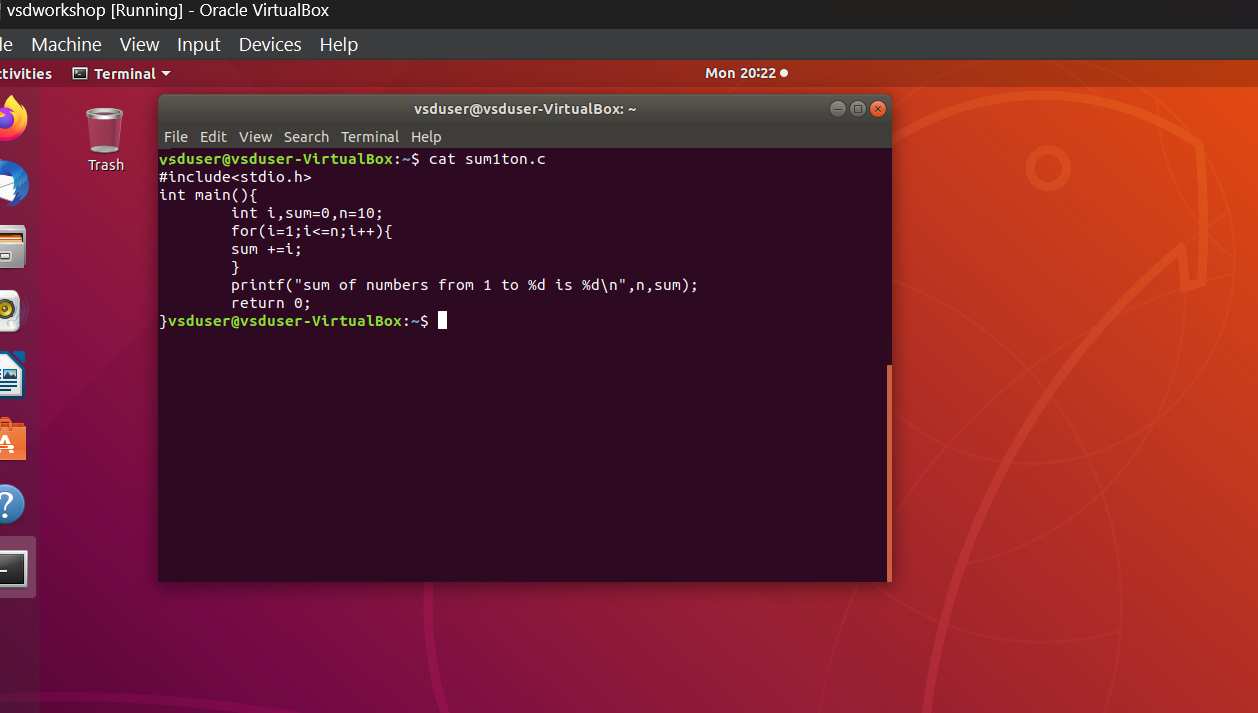 vsdworkshop [Running] - Oracle VirtualBox
le Machine View Input Devices Help
ctivities Terminal Mon 20:22
Trash
vsduser@vsduser-VirtualBox: ~
File Edit View Search Terminal Help
vsduser@vsduser-VirtualBox:~$ cat sum1ton.c
#include<stdio.h>
int main(){
        int i,sum=0,n=10;
        for(i=1;i<=n;i++){
        sum +=i;
        }
        printf("sum of numbers from 1 to %d is %d\n",n,sum);
        return 0;
}vsduser@vsduser-VirtualBox:~$